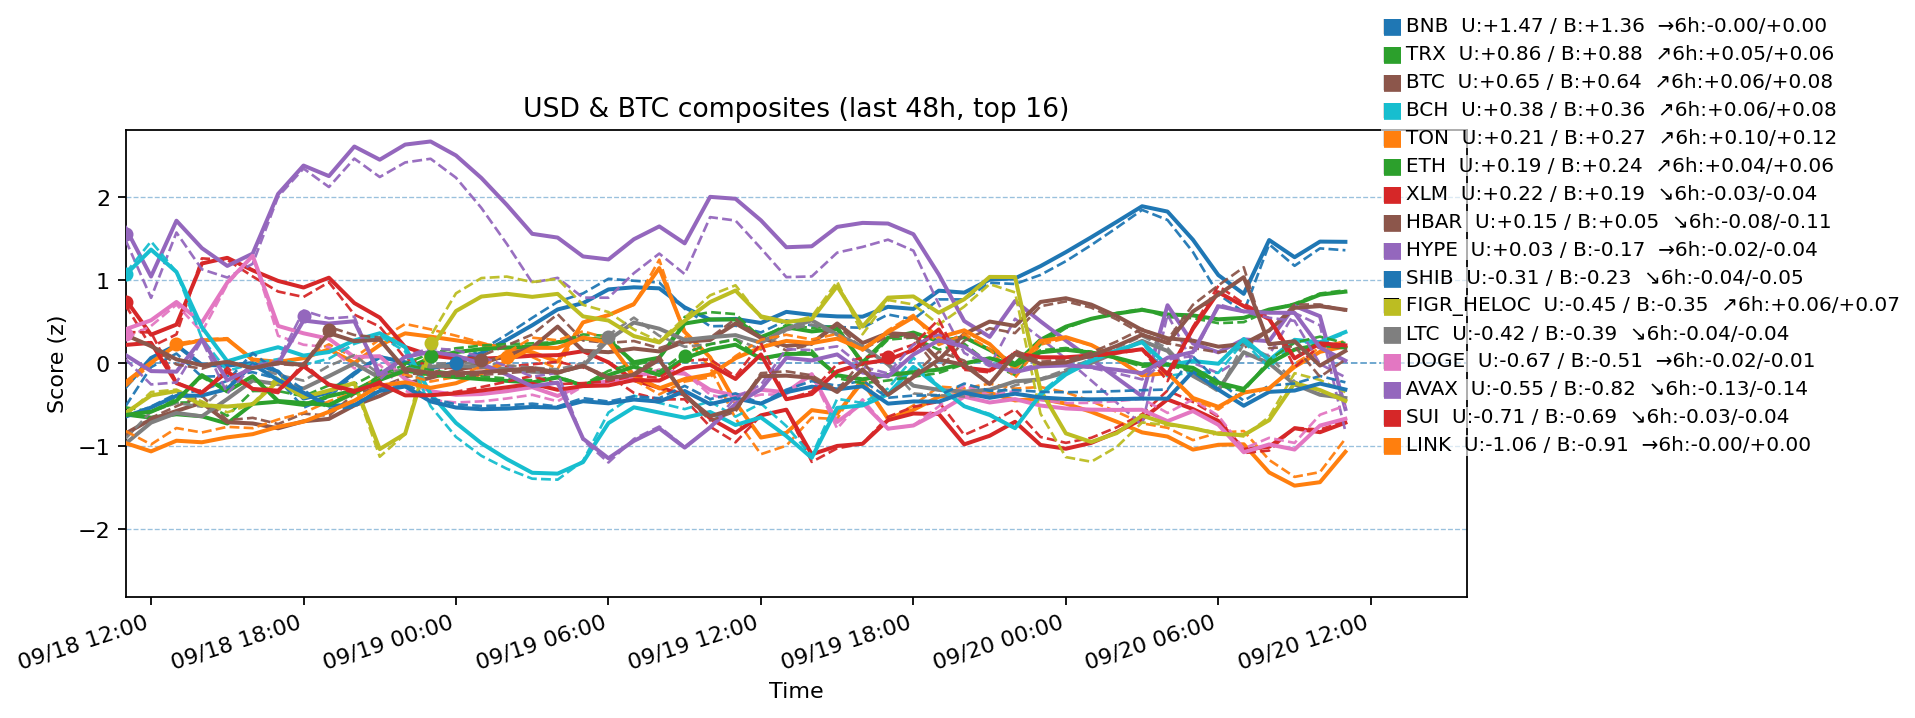 BNB  U:+1.47 / B:+1.36  →6h:-0.00/+0.00
TRX  U:+0.86 / B:+0.88  ↗6h:+0.05/+0.06
BTC  U:+0.65 / B:+0.64  ↗6h:+0.06/+0.08
BCH  U:+0.38 / B:+0.36  ↗6h:+0.06/+0.08
TON  U:+0.21 / B:+0.27  ↗6h:+0.10/+0.12
ETH  U:+0.19 / B:+0.24  ↗6h:+0.04/+0.06
XLM  U:+0.22 / B:+0.19  ↘6h:-0.03/-0.04
HBAR  U:+0.15 / B:+0.05  ↘6h:-0.08/-0.11
HYPE  U:+0.03 / B:-0.17  →6h:-0.02/-0.04
SHIB  U:-0.31 / B:-0.23  ↘6h:-0.04/-0.05
FIGR_HELOC  U:-0.45 / B:-0.35  ↗6h:+0.06/+0.07
LTC  U:-0.42 / B:-0.39  ↘6h:-0.04/-0.04
DOGE  U:-0.67 / B:-0.51  →6h:-0.02/-0.01
AVAX  U:-0.55 / B:-0.82  ↘6h:-0.13/-0.14
SUI  U:-0.71 / B:-0.69  ↘6h:-0.03/-0.04
LINK  U:-1.06 / B:-0.91  →6h:-0.00/+0.00
USD & BTC composites (last 48h, top 16)
Score (z)
2
1
0
−1
−2
09/18 12:00
09/18 18:00
09/19 00:00
09/19 06:00
09/19 12:00
09/19 18:00
09/20 00:00
09/20 06:00
09/20 12:00
Time